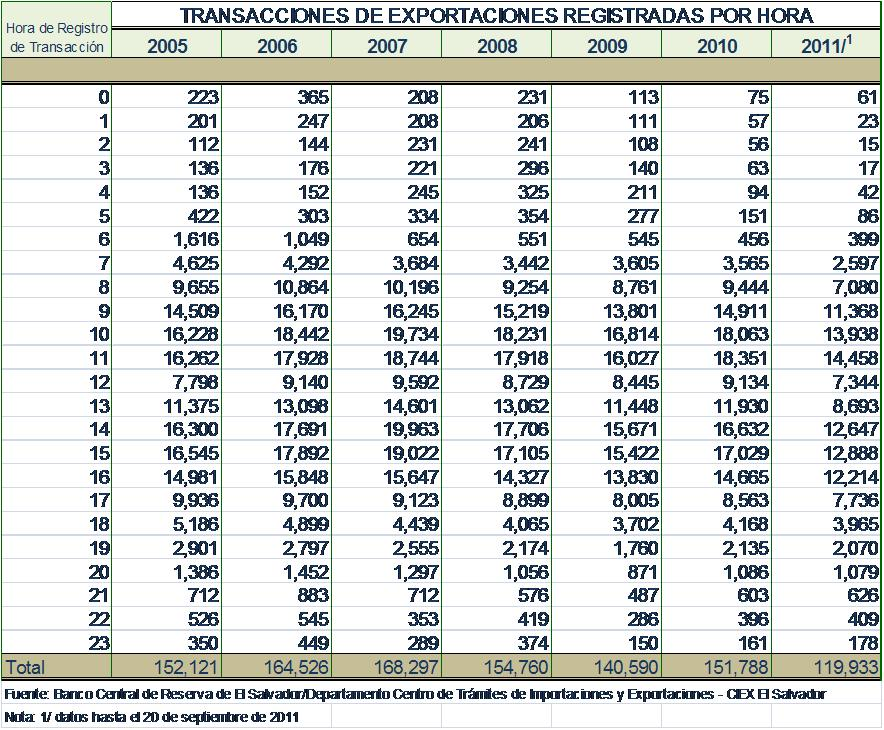 TRANSACCIONES DE EXPORTACIONES REGISTRADAS POR HORA
Hora de Registro de Transacción 2005 2006 2007 2008 2009 2010 2011/1
0 223 365 208 231 113 75 61
1 201 247 208 206 111 57 23
2 112 144 231 241 108 56 15
3 136 176 221 296 140 63 17
4 136 152 245 325 211 94 42
5 422 303 334 354 277 151 86
6 1,616 1,049 654 551 545 456 399
7 4,625 4,292 3,684 3,442 3,605 3,565 2,597
8 9,655 10,864 10,196 9,254 8,761 9,444 7,080
9 14,509 16,170 16,245 15,219 13,801 14,911 11,368
10 16,228 18,442 19,734 18,231 16,814 18,063 13,938
11 16,262 17,928 18,744 17,918 16,027 18,351 14,458
12 7,798 9,140 9,592 8,729 8,445 9,134 7,344
13 11,375 13,098 14,601 13,062 11,448 11,930 8,693
14 16,300 17,691 19,963 17,706 15,671 16,632 12,647
15 16,545 17,892 19,022 17,105 15,422 17,029 12,888
16 14,981 15,848 15,647 14,327 13,830 14,665 12,214
17 9,936 9,700 9,123 8,899 8,005 8,563 7,736
18 5,186 4,899 4,439 4,065 3,702 4,168 3,965
19 2,901 2,797 2,555 2,174 1,760 2,135 2,070
20 1,386 1,452 1,297 1,056 871 1,086 1,079
21 712 883 712 576 487 603 626
22 526 545 353 419 286 396 409
23 350 449 289 374 150 161 178
Total 152,121 164,526 168,297 154,760 140,590 151,788 119,933
Fuente: Banco Central de Reserva de El Salvador/Departamento Centro de Trámites de Importaciones y Exportaciones - CIEX El Salvador
Nota: 1/ datos hasta el 20 de septiembre de 2011